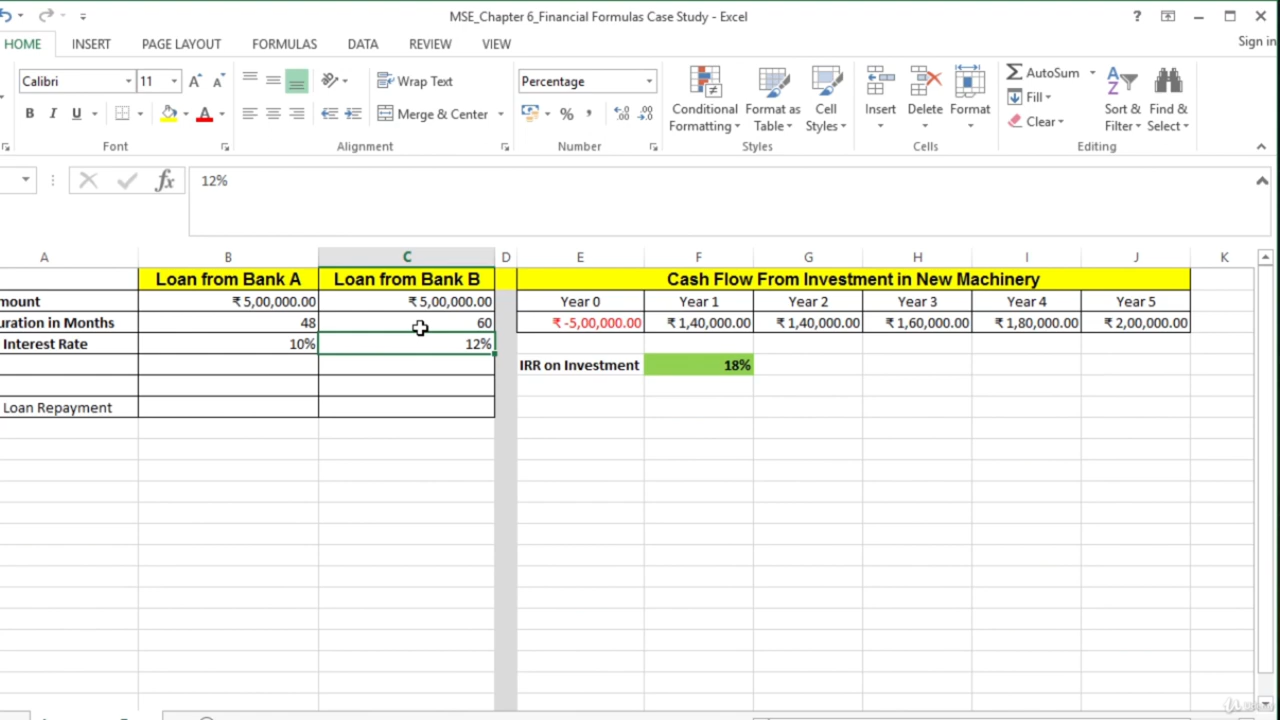 MSE_Chapter 6_Financial Formulas Case Study - Excel
?
HOME INSERT PAGE LAYOUT FORMULAS DATA REVIEW VIEW Sign in
Calibri 11 A A Wrap Text Percentage AutoSum
Conditional Formatting Format as Table Cell Styles Insert Delete Format Fill Sort & Filter Find & Select
B I U A Merge & Center % , Clear
Font Alignment Number Styles Cells Editing
fx 12%
A B C D E F G H I J K
Loan from Bank A Loan from Bank B Cash Flow From Investment in New Machinery
mount ₹ 5,00,000.00 ₹ 5,00,000.00 Year 0 Year 1 Year 2 Year 3 Year 4 Year 5
uration in Months 48 60 ₹ -5,00,000.00 ₹ 1,40,000.00 ₹ 1,40,000.00 ₹ 1,60,000.00 ₹ 1,80,000.00 ₹ 2,00,000.00
Interest Rate 10% 12%
IRR on Investment 18%
Loan Repayment